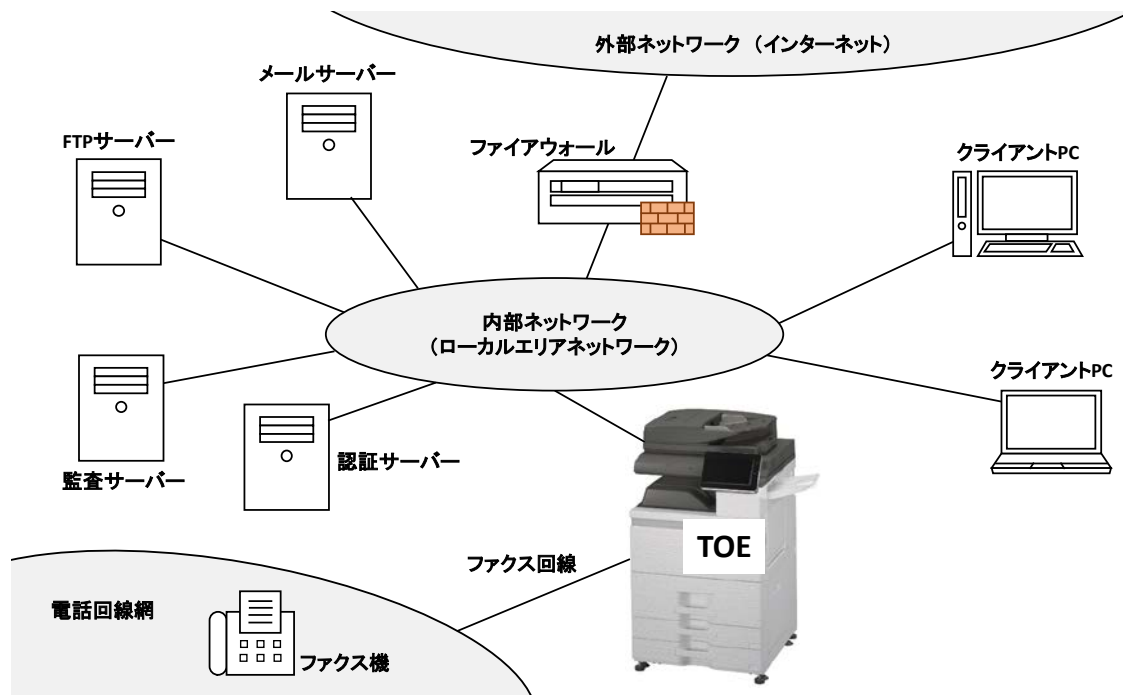 外部ネットワーク （インターネット）
メールサーバー
FTPサーバー
ファイアウォール
クライアントPC
内部ネットワーク
（ローカルエリアネットワーク）
クライアントPC
監査サーバー
認証サーバー
TOE
ファクス回線
電話回線網
ファクス機